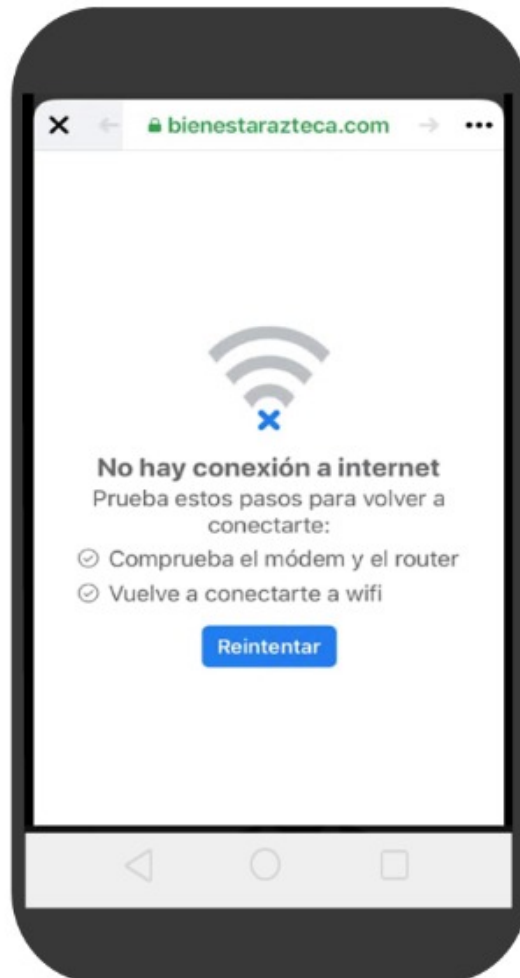 bienestarazteca.com
No hay conexión a internet
Prueba estos pasos para volver a
conectarte:
Comprueba el módem y el router
Vuelve a conectarte a wifi
Reintentar